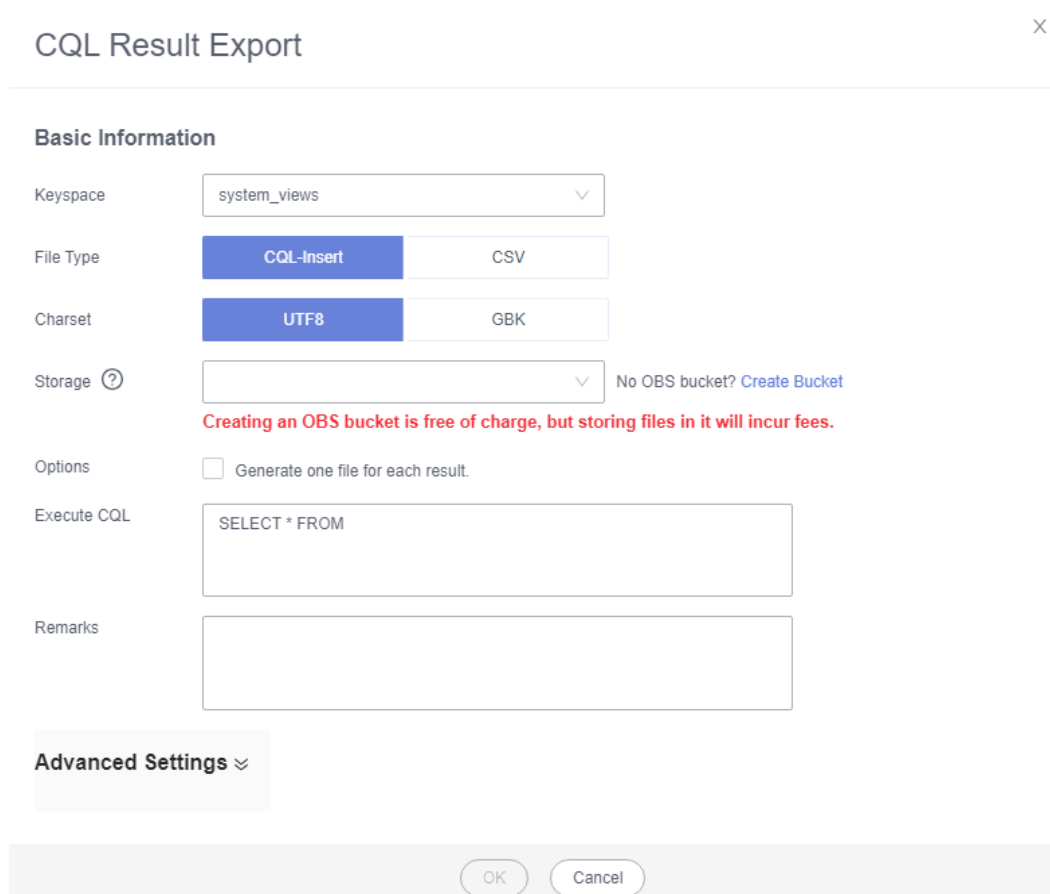 X
CQL Result Export
Basic Information
Keyspace system_views
File Type CQL-Insert CSV
Charset UTF8 GBK
Storage ? No OBS bucket? Create Bucket
Creating an OBS bucket is free of charge, but storing files in it will incur fees.
Options Generate one file for each result.
Execute CQL SELECT * FROM
Remarks
Advanced Settings
OK Cancel